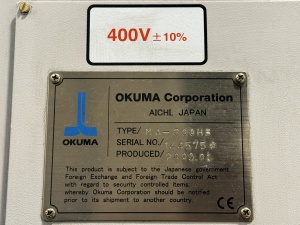 400V ± 10%
OKUMA Corporation
AICHI, JAPAN
OKUMA
TYPE/
SERIAL NO.
PRODUCED/
This product is subject to the Japanese government
Foreign Exchange and Foreign Trade Control Act
with regard to security controlled items,
whereby Okuma Corporation should be notified
prior to its shipment to another country.
CE